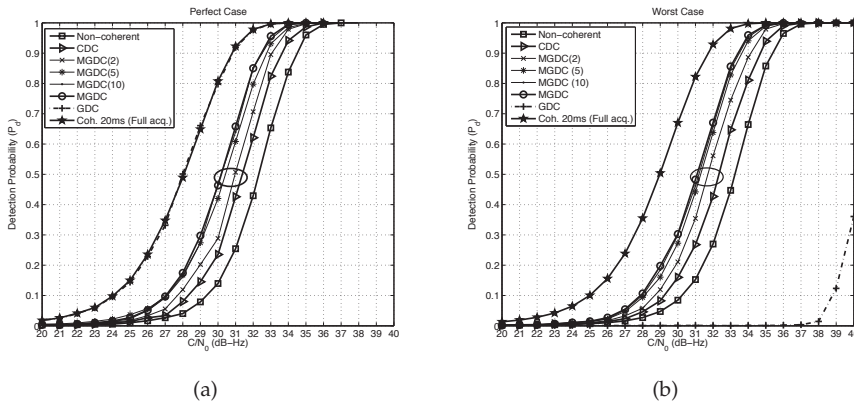 Perfect Case
Detection Probability (P_d)
1
0.9
0.8
0.7
0.6
0.5
0.4
0.3
0.2
0.1
0
Non−coherent
CDC
MGDC(2)
MGDC (5)
MGDC (10)
MGDC
GDC
Coh. 20ms (Full acq.)
20 21 22 23 24 25 26 27 28 29 30 31 32 33 34 35 36 37 38 39 40
C/N_0 (dB−Hz)
(a)
Worst Case
Detection Probability (P_d)
1
0.9
0.8
0.7
0.6
0.5
0.4
0.3
0.2
0.1
0
Non−coherent
CDC
MGDC(2)
MGDC (5)
MGDC (10)
MGDC
GDC
Coh. 20ms (Full acq.)
20 21 22 23 24 25 26 27 28 29 30 31 32 33 34 35 36 37 38 39 4
C/N_0 (dB−Hz)
(b)